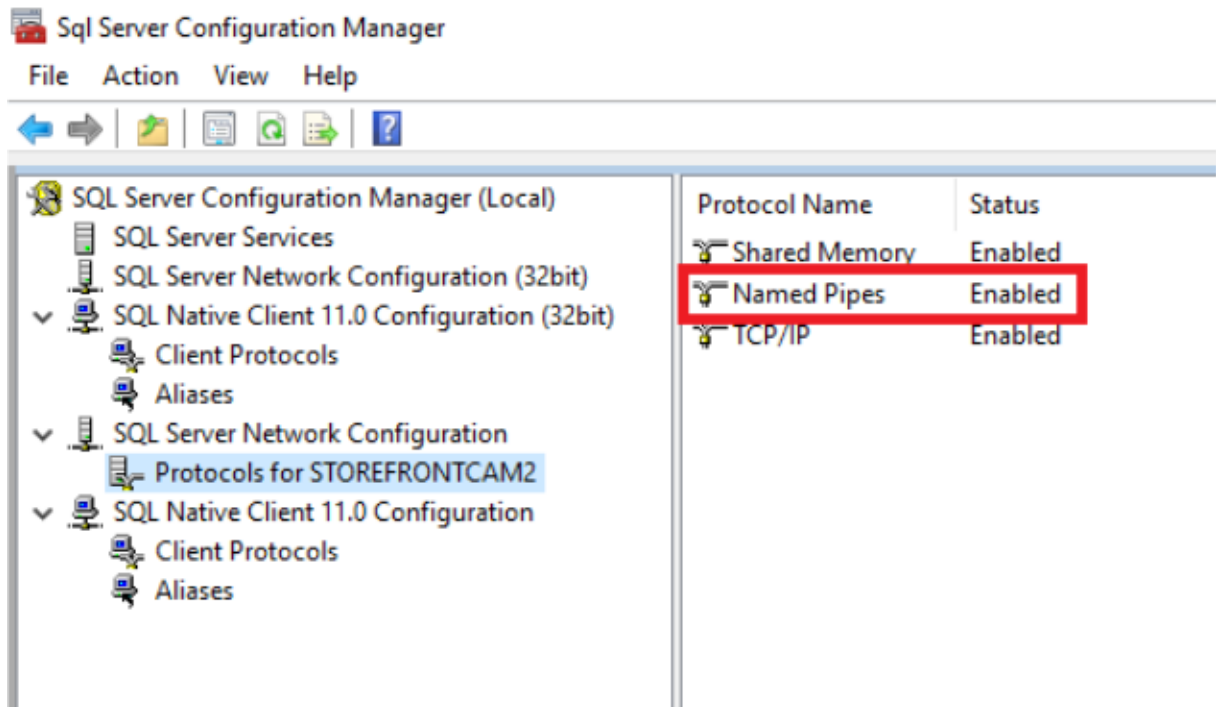 Sql Server Configuration Manager
File Action View Help
SQL Server Configuration Manager (Local)
SQL Server Services
SQL Server Network Configuration (32bit)
SQL Native Client 11.0 Configuration (32bit)
Client Protocols
Aliases
SQL Server Network Configuration
Protocols for STOREFRONTCAM2
SQL Native Client 11.0 Configuration
Client Protocols
Aliases
Protocol Name Status
Shared Memory Enabled
Named Pipes Enabled
TCP/IP Enabled